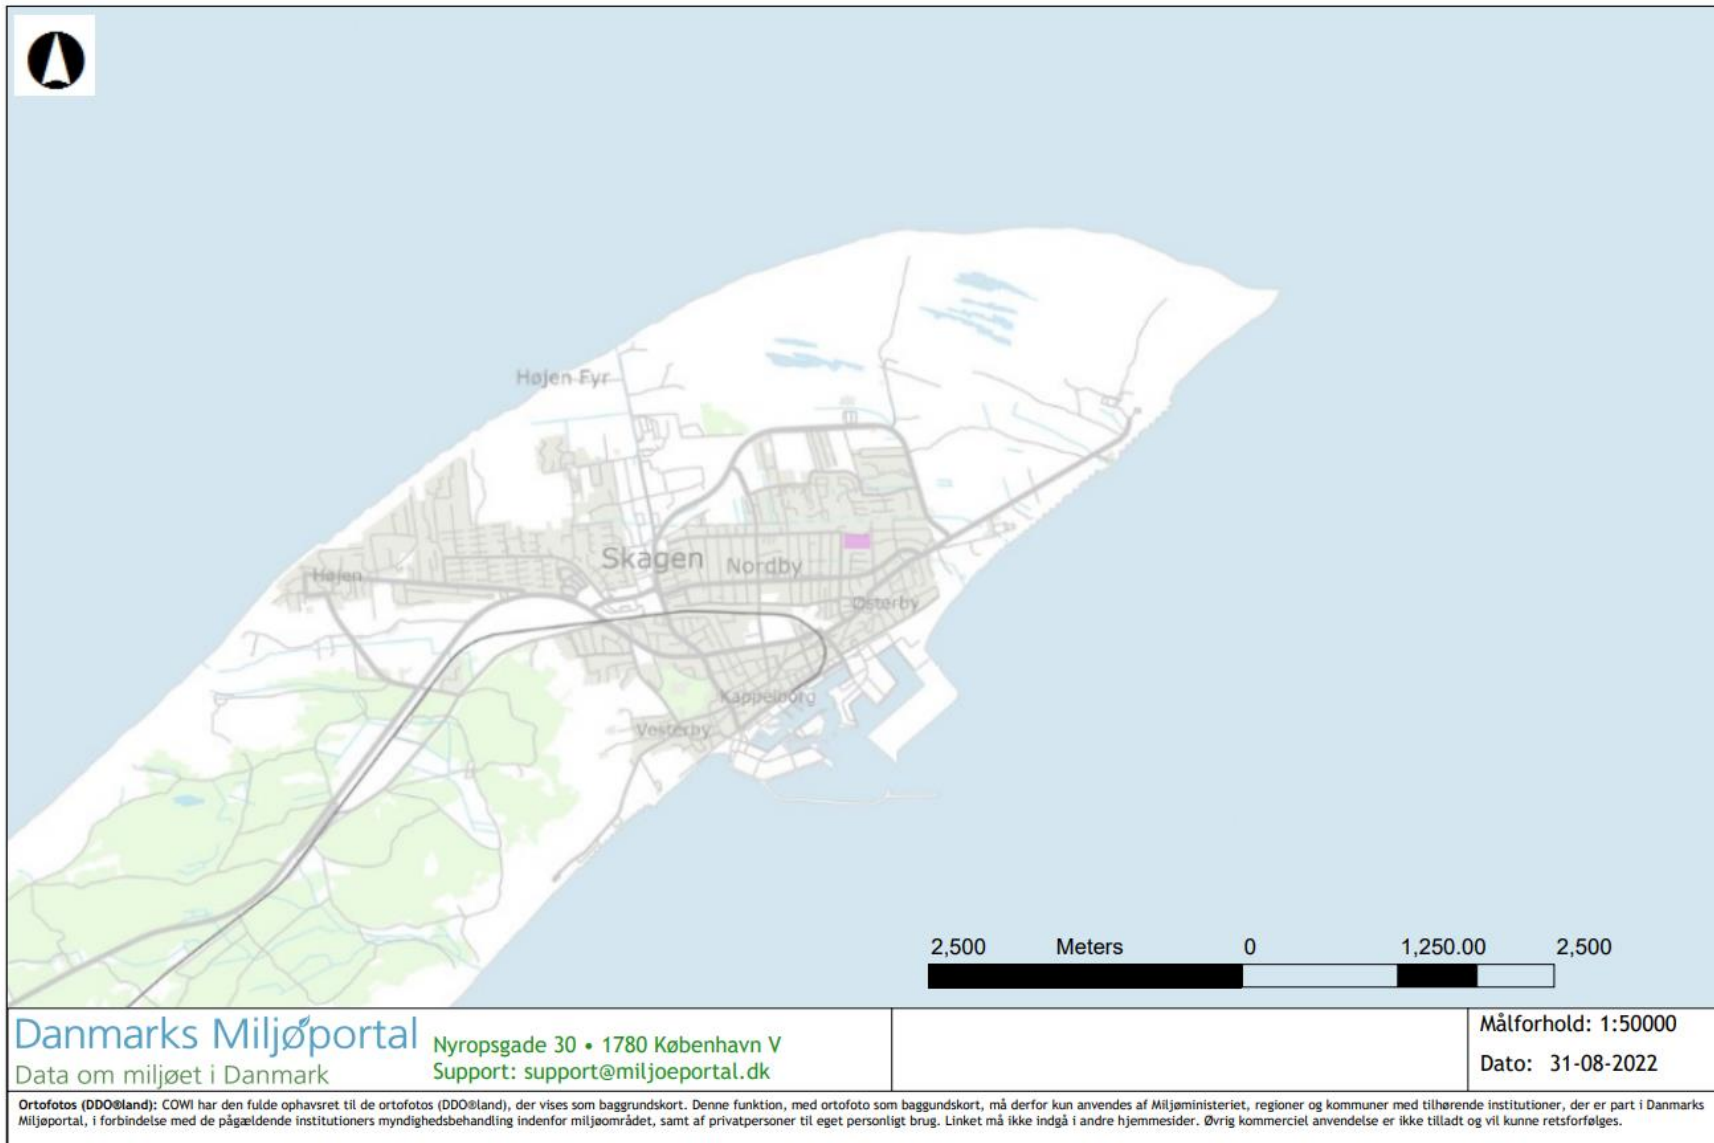 Højen Fyr
Skagen
Nordby
Højen
Østerby
Kappelborg
Vesterby
2,500 Meters 0 1,250.00 2,500
Danmarks Miljøportal
Data om miljøet i Danmark
Nyropsgade 30 • 1780 København V
Support: support@miljoeportal.dk
Målforhold: 1:50000
Dato: 31-08-2022
Ortofotos (DDO®land): COWI har den fulde ophavsret til de ortofotos (DDO®land), der vises som baggrundskort. Denne funktion, med ortofoto som baggundskort, må derfor kun anvendes af Miljøministeriet, regioner og kommuner med tilhørende institutioner, der er part i Danmarks
Miljøportal, i forbindelse med de pågældende institutioners myndighedsbehandling indenfor miljøområdet, samt af privatpersoner til eget personligt brug. Linket må ikke indgå i andre hjemmesider. Øvrig kommerciel anvendelse er ikke tilladt og vil kunne retsforfølges.